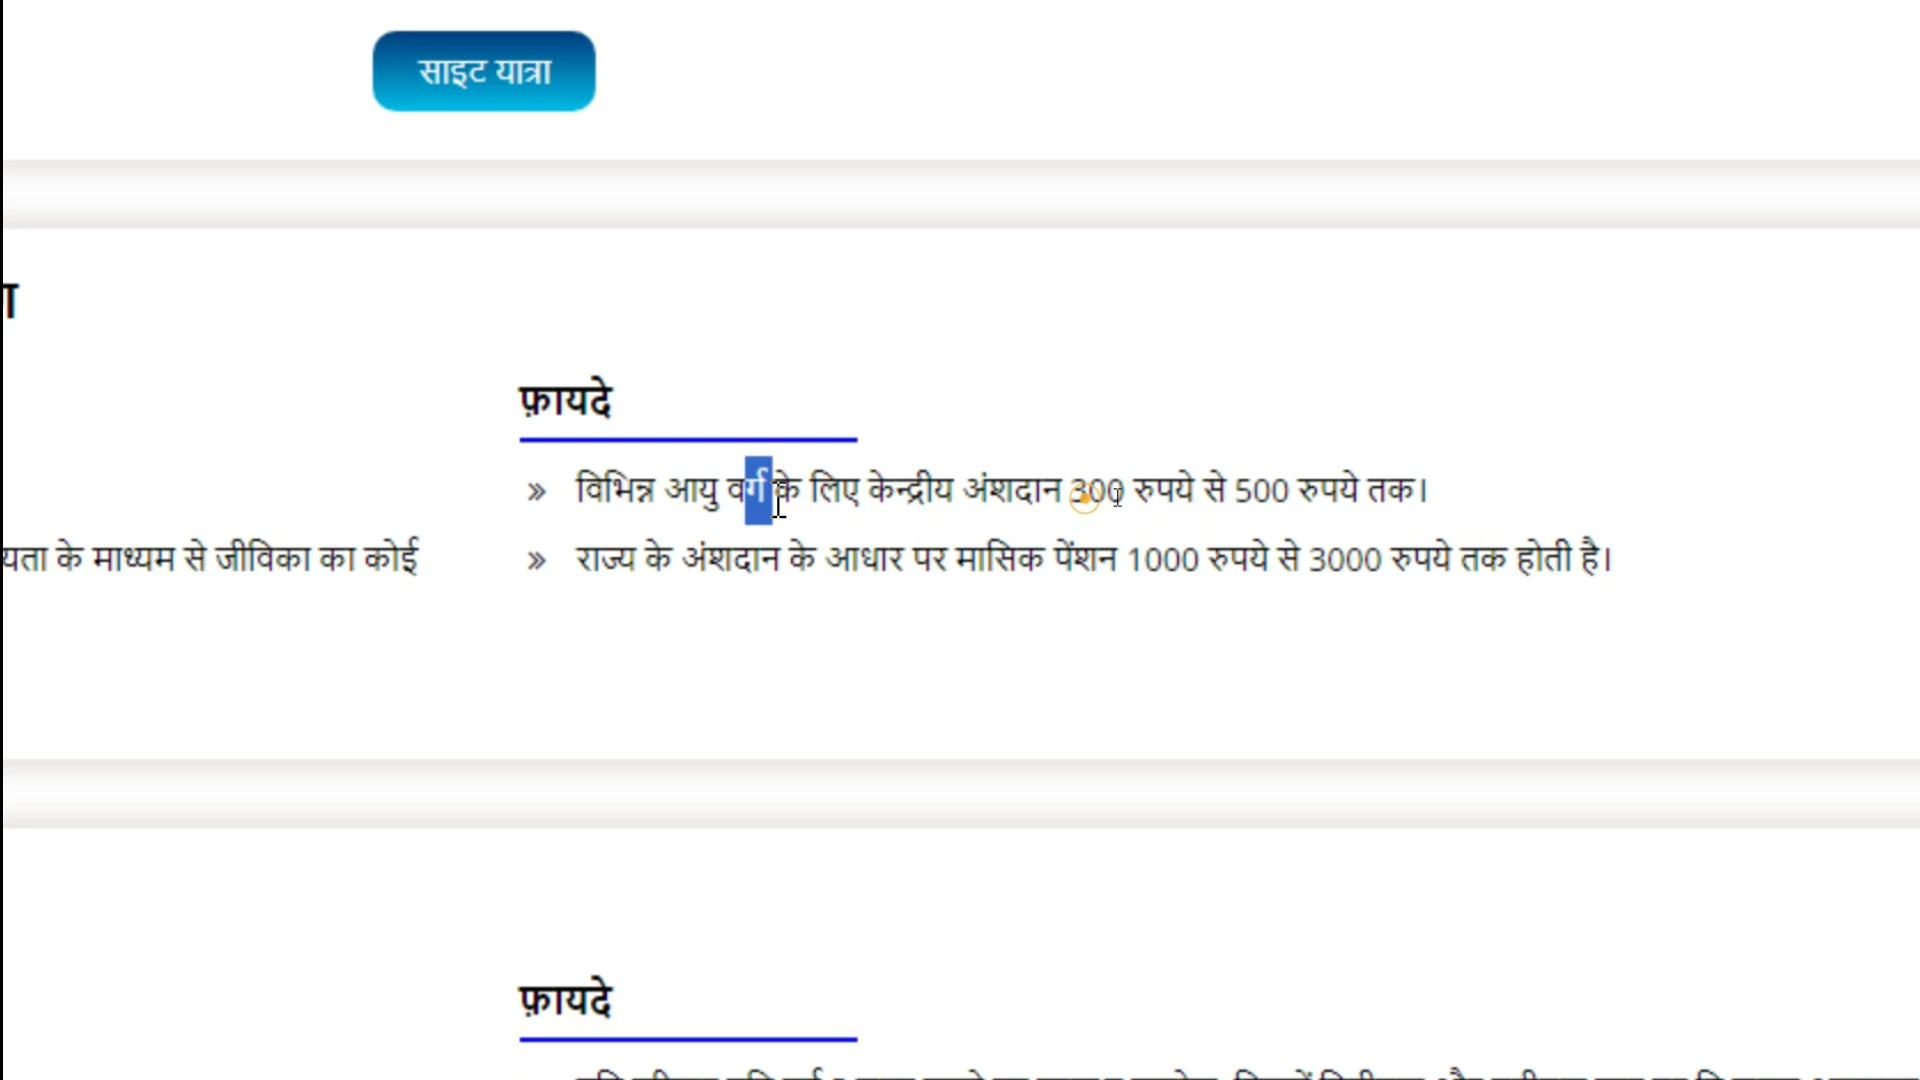 साइट यात्रा
फ़ायदे
» विभिन्न आयु वर्ग के लिए केन्द्रीय अंशदान 300 रुपये से 500 रुपये तक।
के माध्यम से जीविका का कोई
» राज्य के अंशदान के आधार पर मासिक पेंशन 1000 रुपये से 3000 रुपये तक होती है।
फ़ायदे